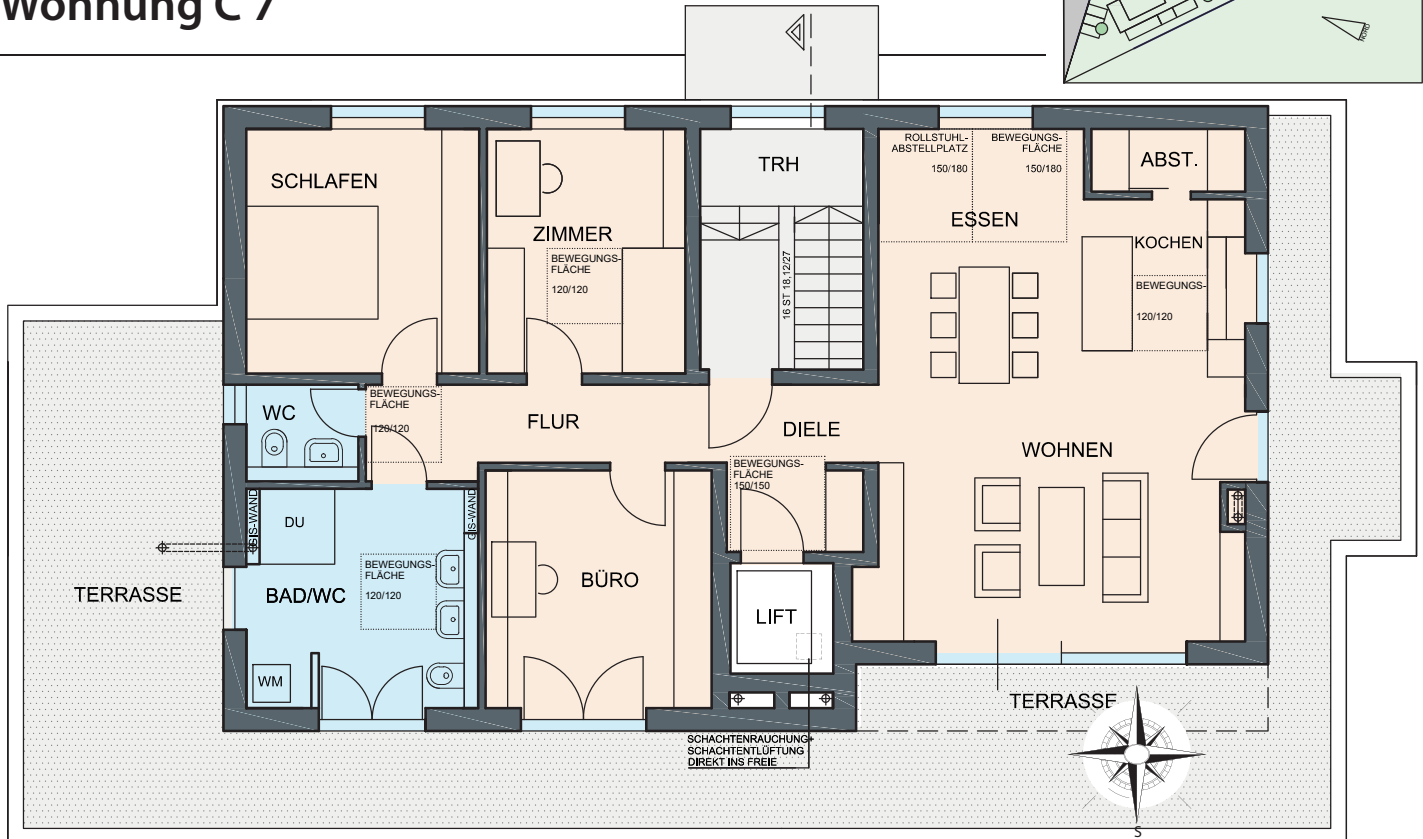 Wohnung C 7
NORD
SCHLAFEN
ZIMMER
BEWEGUNGS-
FLÄCHE
120/120
TRH
16 ST 18,12/27
ROLLSTUHL-
ABSTELLPLATZ
150/180
BEWEGUNGS-
FLÄCHE
150/180
ESSEN
ABST.
KOCHEN
BEWEGUNGS-
120/120
WC
BEWEGUNGS-
FLÄCHE
120/120
FLUR
DIELE
BEWEGUNGS-
FLÄCHE
150/150
WOHNEN
GIS-WAND
DU
GIS-WAND
BEWEGUNGS-
FLÄCHE
120/120
TERRASSE
BAD/WC
WM
BÜRO
LIFT
TERRASSE
SCHACHTENRAUCHUNG+
SCHACHTENTLÜFTUNG
DIREKT INS FREIE
S